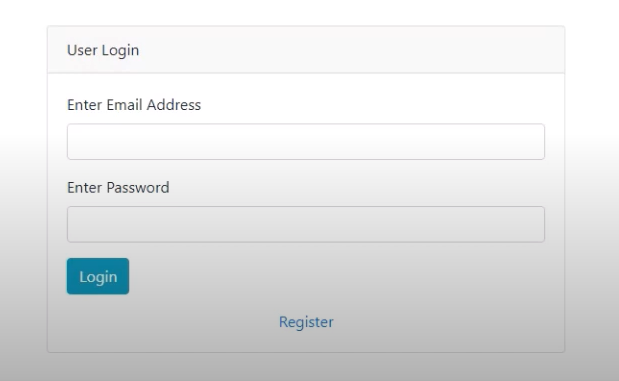 User Login
Enter Email Address
Enter Password
Login
Register